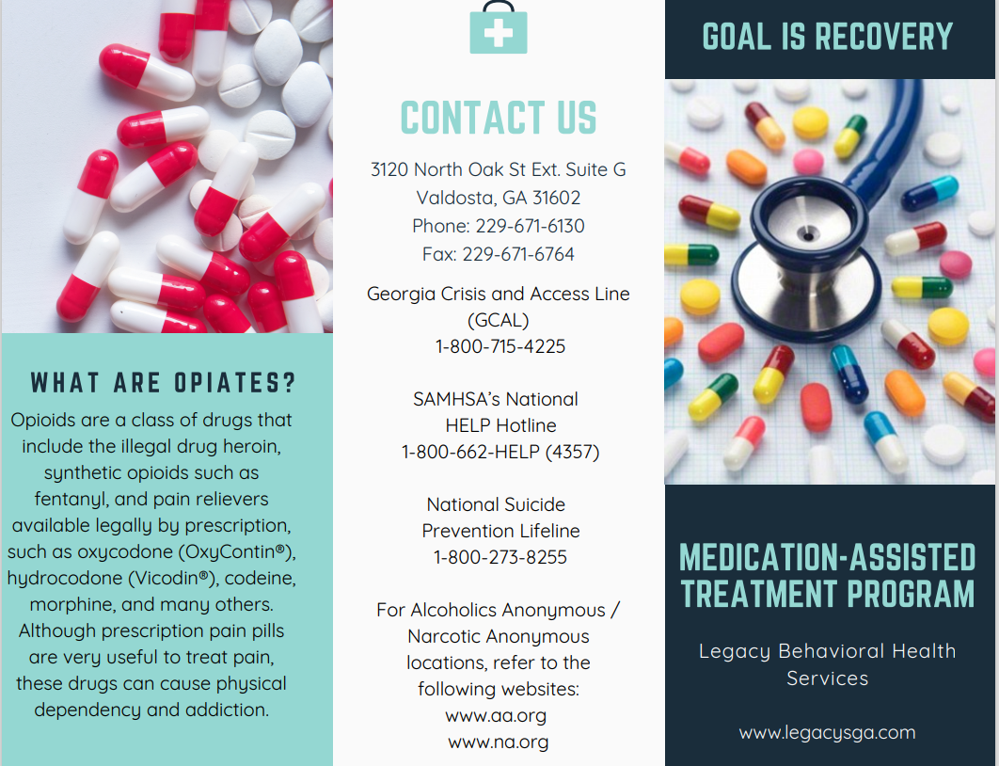 WHAT ARE OPIATES?
Opioids are a class of drugs that
include the illegal drug heroin,
synthetic opioids such as
fentanyl, and pain relievers
available legally by prescription,
such as oxycodone (OxyContin®),
hydrocodone (Vicodin®), codeine,
morphine, and many others.
Although prescription pain pills
are very useful to treat pain,
these drugs can cause physical
dependency and addiction.
CONTACT US
3120 North Oak St Ext. Suite G
Valdosta, GA 31602
Phone: 229-671-6130
Fax: 229-671-6764
Georgia Crisis and Access Line
(GCAL)
1-800-715-4225
SAMHSA’s National
HELP Hotline
1-800-662-HELP (4357)
National Suicide
Prevention Lifeline
1-800-273-8255
For Alcoholics Anonymous /
Narcotic Anonymous
locations, refer to the
following websites:
www.aa.org
www.na.org
GOAL IS RECOVERY
MEDICATION-ASSISTED
TREATMENT PROGRAM
Legacy Behavioral Health
Services
www.legacysga.com